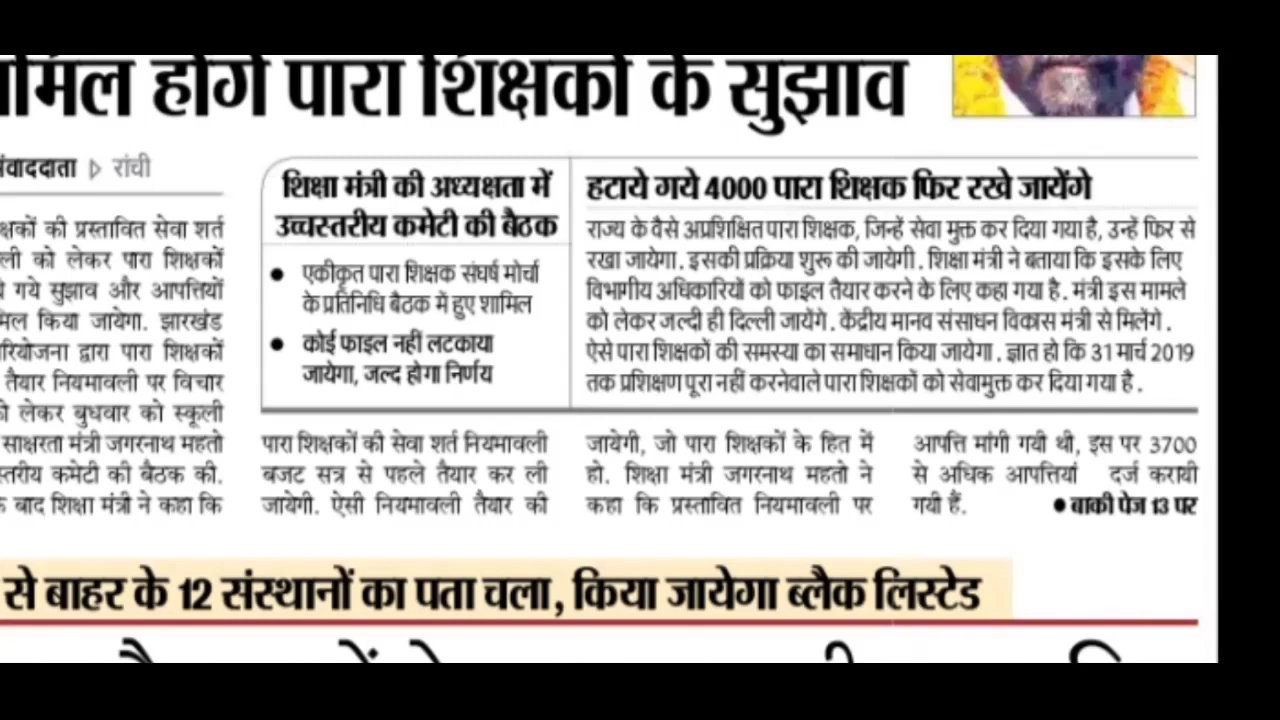 शामिल होंगे पारा शिक्षकों के सुझाव
संवाददाता ▷ रांची
क्षकों की प्रस्तावित सेवा शर्त
ली को लेकर पारा शिक्षकों
गये सुझाव और आपत्तियों
मिल किया जायेगा. झारखंड
रियोजना द्वारा पारा शिक्षकों
तैयार नियमावली पर विचार
लेकर बुधवार को स्कूली
साक्षरता मंत्री जगरनाथ महतो
स्तरीय कमेटी की बैठक की.
बाद शिक्षा मंत्री ने कहा कि
शिक्षा मंत्री की अध्यक्षता में
उच्चस्तरीय कमेटी की बैठक
● एकीकृत पारा शिक्षक संघर्ष मोर्चा
के प्रतिनिधि बैठक में हुए शामिल
● कोई फाइल नहीं लटकाया
जायेगा, जल्द होगा निर्णय
हटाये गये 4000 पारा शिक्षक फिर रखे जायेंगे
राज्य के वैसे अप्रशिक्षित पारा शिक्षक, जिन्हें सेवा मुक्त कर दिया गया है, उन्हें फिर से
रखा जायेगा. इसकी प्रक्रिया शुरू की जायेगी. शिक्षा मंत्री ने बताया कि इसके लिए
विभागीय अधिकारियों को फाइल तैयार करने के लिए कहा गया है. मंत्री इस मामले
को लेकर जल्दी ही दिल्ली जायेंगे. केंद्रीय मानव संसाधन विकास मंत्री से मिलेंगे.
ऐसे पारा शिक्षकों की समस्या का समाधान किया जायेगा. ज्ञात हो कि 31 मार्च 2019
तक प्रशिक्षण पूरा नहीं करनेवाले पारा शिक्षकों को सेवामुक्त कर दिया गया है.
पारा शिक्षकों की सेवा शर्त नियमावली
बजट सत्र से पहले तैयार कर ली
जायेगी. ऐसी नियमावली तैयार की
जायेगी, जो पारा शिक्षकों के हित में
हो. शिक्षा मंत्री जगरनाथ महतो ने
कहा कि प्रस्तावित नियमावली पर
आपत्ति मांगी गयी थी, इस पर 3700
से अधिक आपत्तियां दर्ज करायी
गयी हैं. ● बाकी पेज 13 पर
से बाहर के 12 संस्थानों का पता चला, किया जायेगा ब्लैक लिस्टेड